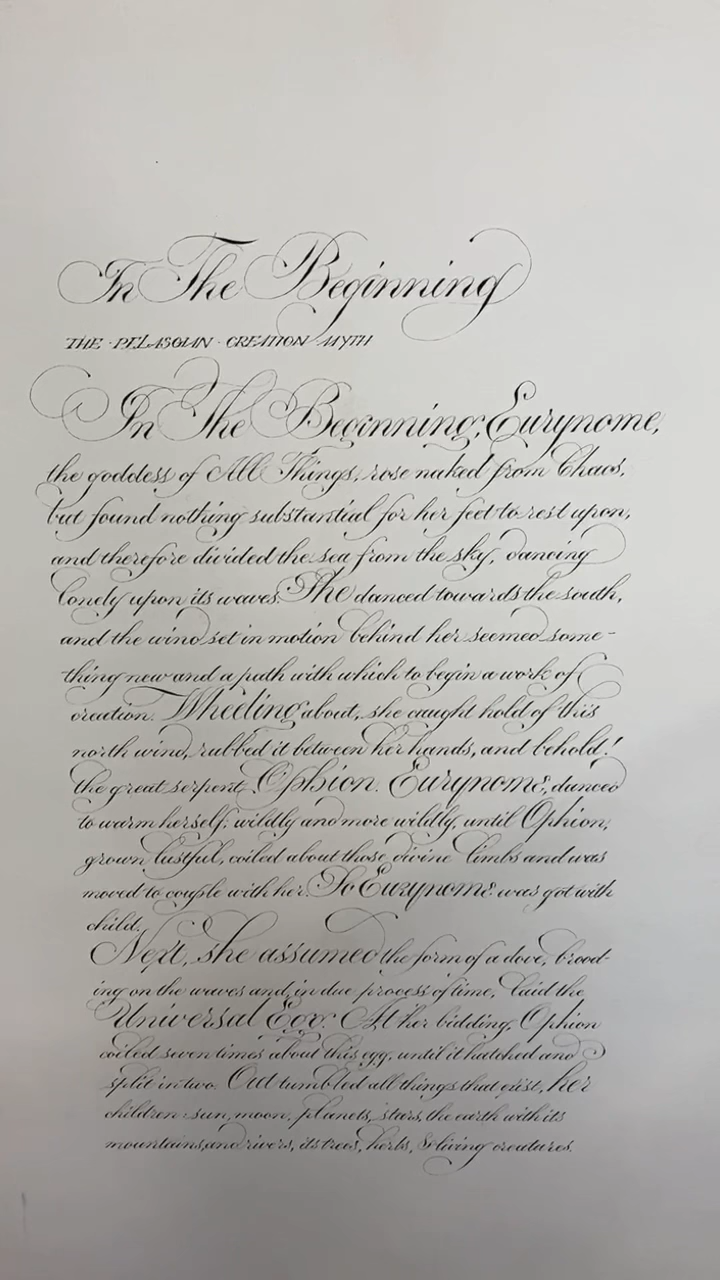 In The Beginning
THE · PELASGIAN · CREATION MYTH
In The Beginning, Eurynome,
the goddess of All Things, rose naked from Chaos,
but found nothing substantial for her feet to rest upon,
and therefore divided the sea from the sky, dancing
lonely upon its waves. She danced towards the south,
and the wind set in motion behind her seemed some-
thing new and a path with which to begin a work of
creation. Wheeling about, she caught hold of this
north wind, rubbed it between her hands, and behold!
the great serpent, Ophion. Eurynome, danced
to warm herself; wildly and more wildly, until Ophion,
grown lustful, coiled about those divine limbs and was
moved to couple with her. So Eurynome was got with
child.
Next, she assumed the form of a dove, brood-
ing on the waves and, in due process of time, laid the
Universal Egg. At her bidding, Ophion
coiled seven times about this egg, until it hatched and
split in two. Out tumbled all things that exist, her
children: sun, moon, planets, stars, the earth with its
mountains and rivers, its trees, herbs, & living creatures.